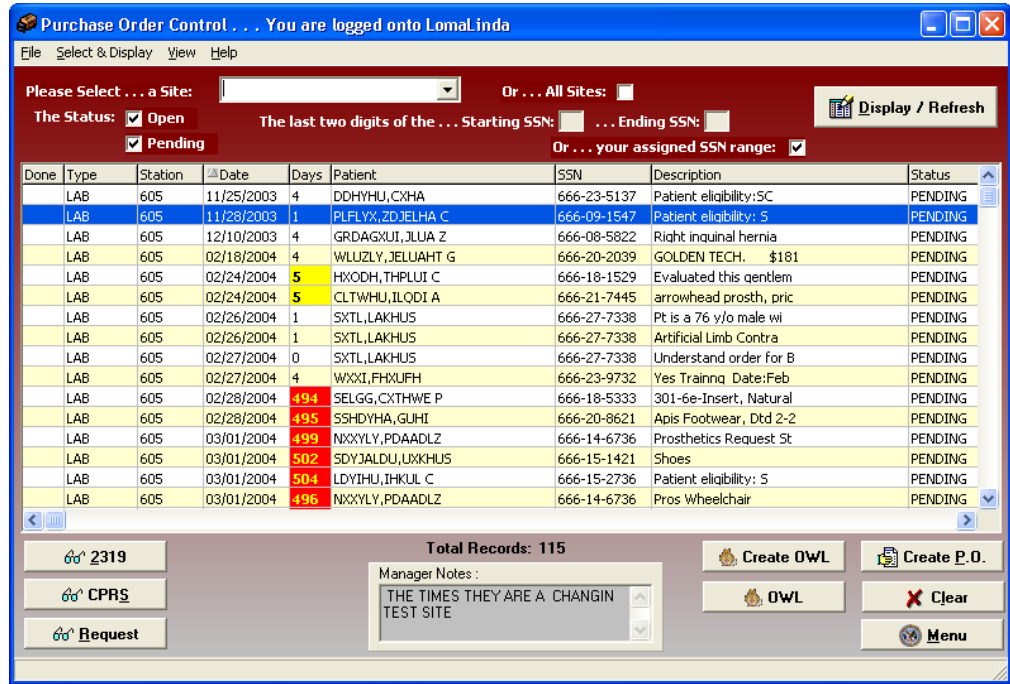 Purchase Order Control . . . You are logged onto LomaLinda
File Select & Display View Help
Please Select . . . a Site: Or . . . All Sites:
Display / Refresh
The Status: Open The last two digits of the . . . Starting SSN: . . . Ending SSN:
Pending Or . . . your assigned SSN range:
Done Type Station Date Days Patient SSN Description Status
LAB 605 11/25/2003 4 DDHYHU,CXHA 666-23-5137 Patient eligibility:SC PENDING
LAB 605 11/28/2003 1 PLFLYX,ZDJELHA C 666-09-1547 Patient eligibility: S PENDING
LAB 605 12/10/2003 4 GRDAGXUI,JLUA Z 666-08-5822 Right inguinal hernia PENDING
LAB 605 02/18/2004 4 WLUZLY,JELUAHT G 666-20-2039 GOLDEN TECH. $181 PENDING
LAB 605 02/24/2004 5 HXODH,THPLUI C 666-18-1529 Evaluated this gentlem PENDING
LAB 605 02/24/2004 5 CLTWHU,ILQDI A 666-21-7445 arrowhead prosth, pric PENDING
LAB 605 02/26/2004 1 SXTL,LAKHUS 666-27-7338 Pt is a 76 y/o male wi PENDING
LAB 605 02/26/2004 1 SXTL,LAKHUS 666-27-7338 Artificial Limb Contra PENDING
LAB 605 02/27/2004 0 SXTL,LAKHUS 666-27-7338 Understand order for B PENDING
LAB 605 02/27/2004 4 WXXI,FHXUFH 666-23-9732 Yes Trainng Date:Feb PENDING
LAB 605 02/28/2004 494 SELGG,CXTHWE P 666-18-5333 301-6e-Insert, Natural PENDING
LAB 605 02/28/2004 495 SSHDYHA,GUHI 666-20-8621 Apis Footwear, Dtd 2-2 PENDING
LAB 605 03/01/2004 499 NXXYLY,PDAADLZ 666-14-6736 Prosthetics Request St PENDING
LAB 605 03/01/2004 502 SDYJALDU,UXKHUS 666-15-1421 Shoes PENDING
LAB 605 03/01/2004 504 LDYIHU,IHKUL C 666-15-2736 Patient eligibility: S PENDING
LAB 605 03/01/2004 496 NXXYLY,PDAADLZ 666-14-6736 Pros Wheelchair PENDING
Total Records: 115
2319 Create OWL Create P.O.
Manager Notes :
CPRS THE TIMES THEY ARE A CHANGIN OWL Clear
TEST SITE
Request Menu